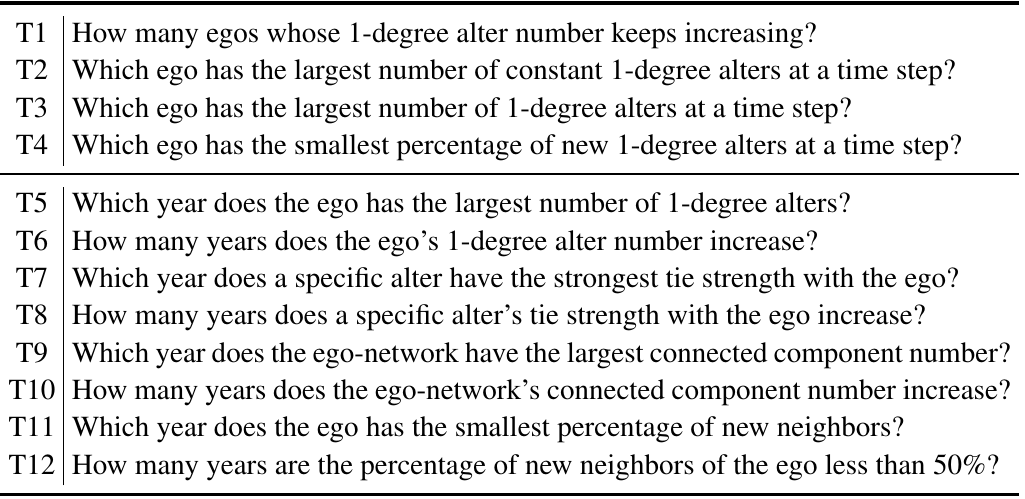 T1 How many egos whose 1-degree alter number keeps increasing?
T2 Which ego has the largest number of constant 1-degree alters at a time step?
T3 Which ego has the largest number of 1-degree alters at a time step?
T4 Which ego has the smallest percentage of new 1-degree alters at a time step?
T5 Which year does the ego has the largest number of 1-degree alters?
T6 How many years does the ego's 1-degree alter number increase?
T7 Which year does a specific alter have the strongest tie strength with the ego?
T8 How many years does a specific alter's tie strength with the ego increase?
T9 Which year does the ego-network have the largest connected component number?
T10 How many years does the ego-network's connected component number increase?
T11 Which year does the ego has the smallest percentage of new neighbors?
T12 How many years are the percentage of new neighbors of the ego less than 50%?